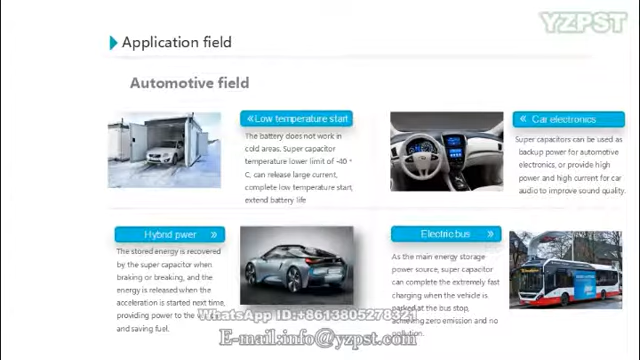 YZPST
Application field
Automotive field
«Low temperature start
The battery does not work in
cold areas. Super capacitor
temperature lower limit of -40 °
C, can release large current,
complete low temperature start,
extend battery life
« Car electronics
Super capacitors can be used as
backup power for automotive
electronics, or provide high
power and high current for car
audio to improve sound quality.
Hybrid pwer »
The stored energy is recovered
by the super capacitor when
braking or breaking, and the
energy is released when the
acceleration is started next time,
providing power to the
and saving fuel.
Electric bus »
As the main energy storage
power source, super capacitor
can complete the extremely fast
charging when the vehicle is
parked at the bus stop,
achieving zero emission and no
pollution.
WhatsApp ID:+8613805278321
E-mail:info@yzpst.com